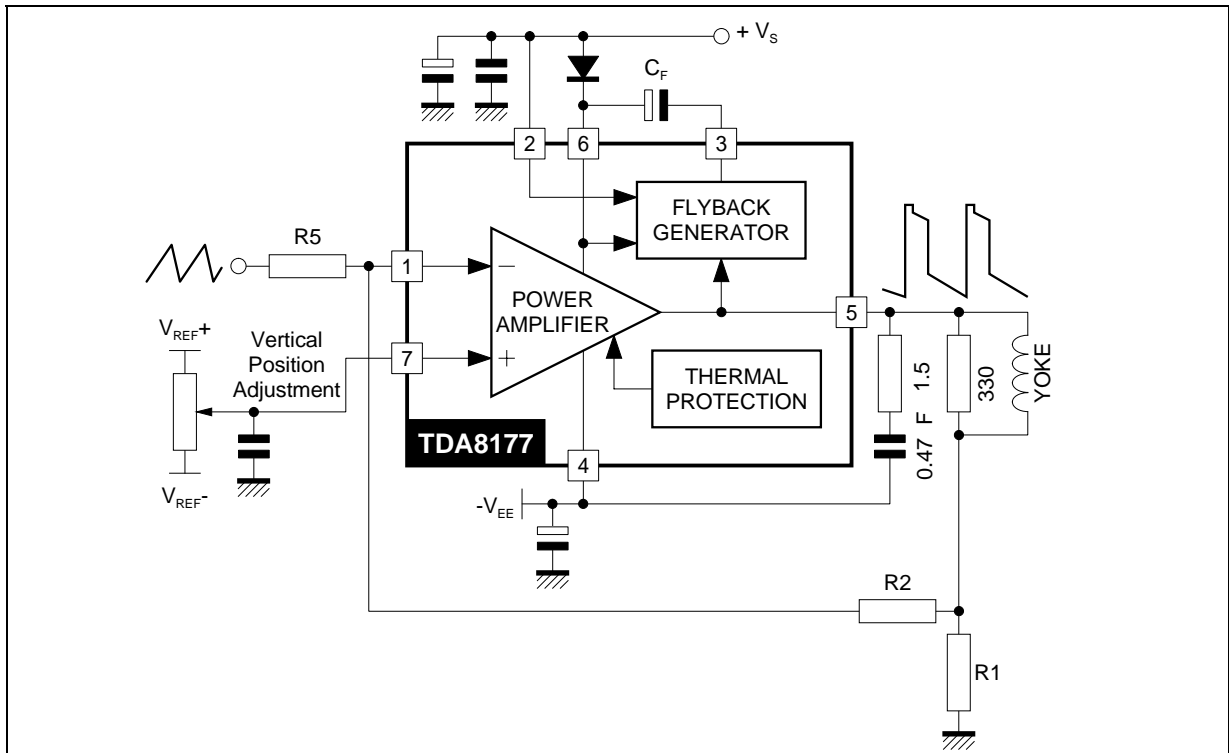 + VS
CF
2
6
3
FLYBACK
GENERATOR
R5
1
POWER
AMPLIFIER
5
VREF+
Vertical
Position
Adjustment
7
THERMAL
PROTECTION
1.5
0.47 F
330
YOKE
TDA8177
VREF-
4
-VEE
R2
R1